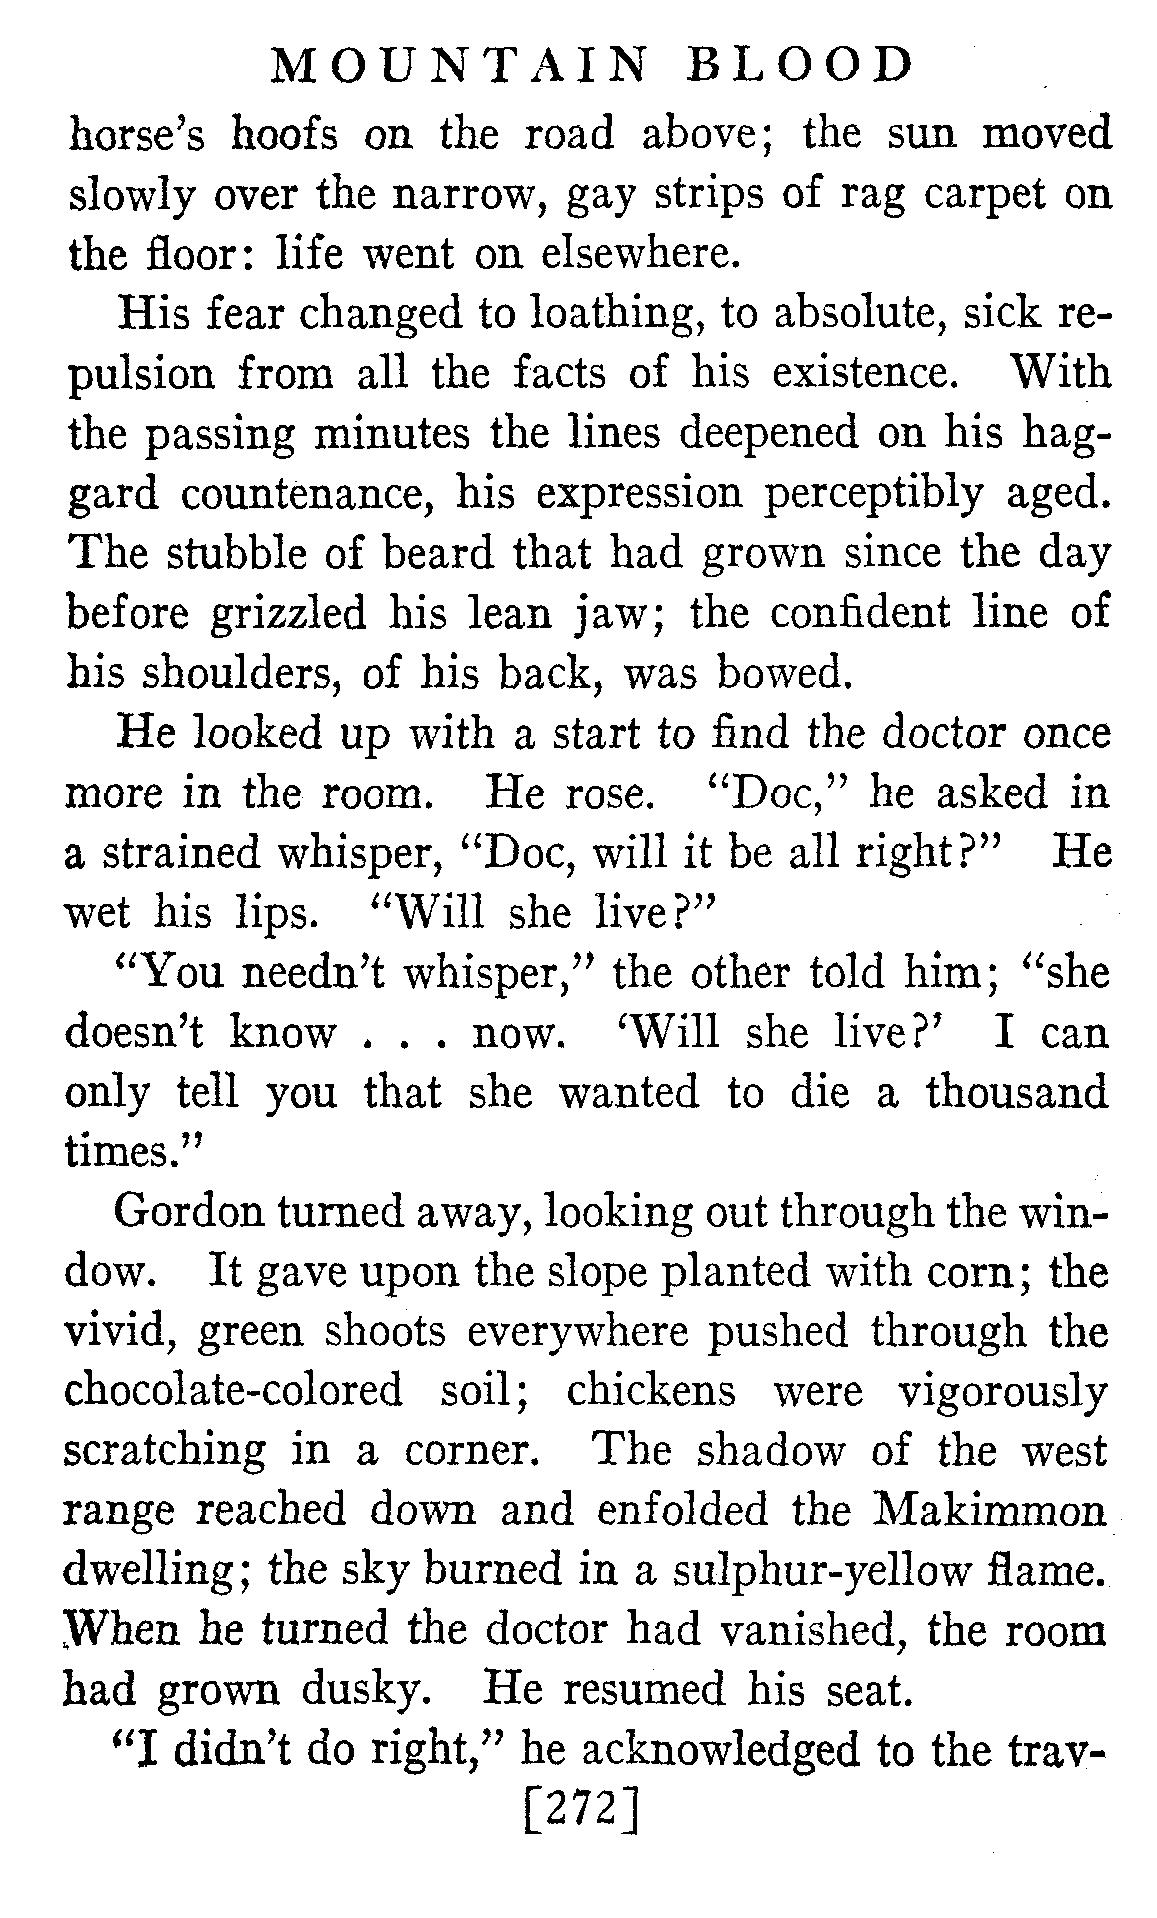 MOUNTAIN BLOOD
horse's hoofs on the road above; the sun moved
slowly over the narrow, gay strips of rag carpet on
the floor: life went on elsewhere.
His fear changed to loathing, to absolute, sick re-
pulsion from all the facts of his existence. With
the passing minutes the lines deepened on his hag-
gard countenance, his expression perceptibly aged.
The stubble of beard that had grown since the day
before grizzled his lean jaw; the confident line of
his shoulders, of his back, was bowed.
He looked up with a start to find the doctor once
more in the room. He rose. "Doc," he asked in
a strained whisper, "Doc, will it be all right?" He
wet his lips. "Will she live?"
"You needn't whisper," the other told him; "she
doesn't know . . . now. 'Will she live?' I can
only tell you that she wanted to die a thousand
times."
Gordon turned away, looking out through the win-
dow. It gave upon the slope planted with corn; the
vivid, green shoots everywhere pushed through the
chocolate-colored soil; chickens were vigorously
scratching in a corner. The shadow of the west
range reached down and enfolded the Makimmon
dwelling; the sky burned in a sulphur-yellow flame.
When he turned the doctor had vanished, the room
had grown dusky. He resumed his seat.
"I didn't do right," he acknowledged to the trav-
[272]